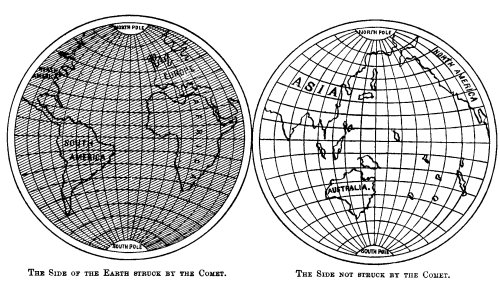 NORTH POLE
NORTH
AMERICA
EUROPE
AFRICA
SOUTH
AMERICA
SOUTH POLE
THE SIDE OF THE EARTH STRUCK BY THE COMET.
NORTH POLE
NORTH AMERICA
ASIA
AUSTRALIA.
SOUTH POLE
THE SIDE NOT STRUCK BY THE COMET.